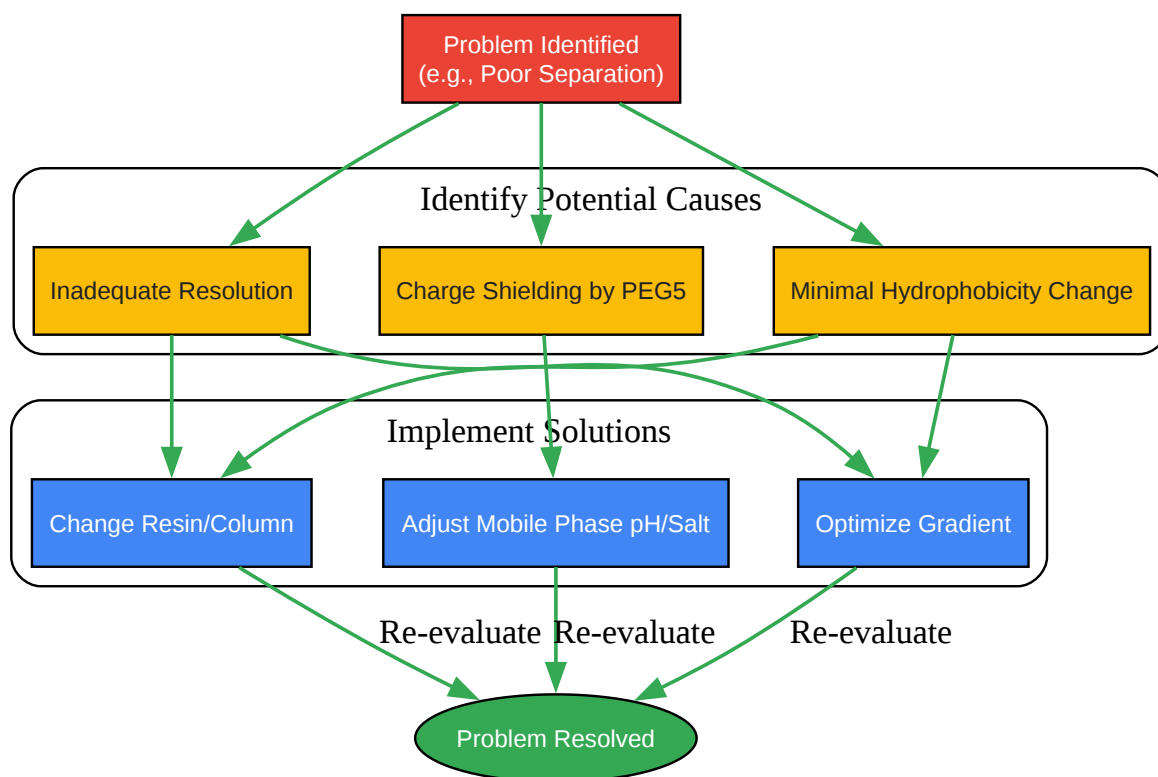 Problem Identified
(e.g., Poor Separation)
Identify Potential Causes
Inadequate Resolution
Charge Shielding by PEG5
Minimal Hydrophobicity Change
Implement Solutions
Change Resin/Column
Adjust Mobile Phase pH/Salt
Optimize Gradient
Re-evaluate
Re-evaluate
Re-evaluate
Problem Resolved